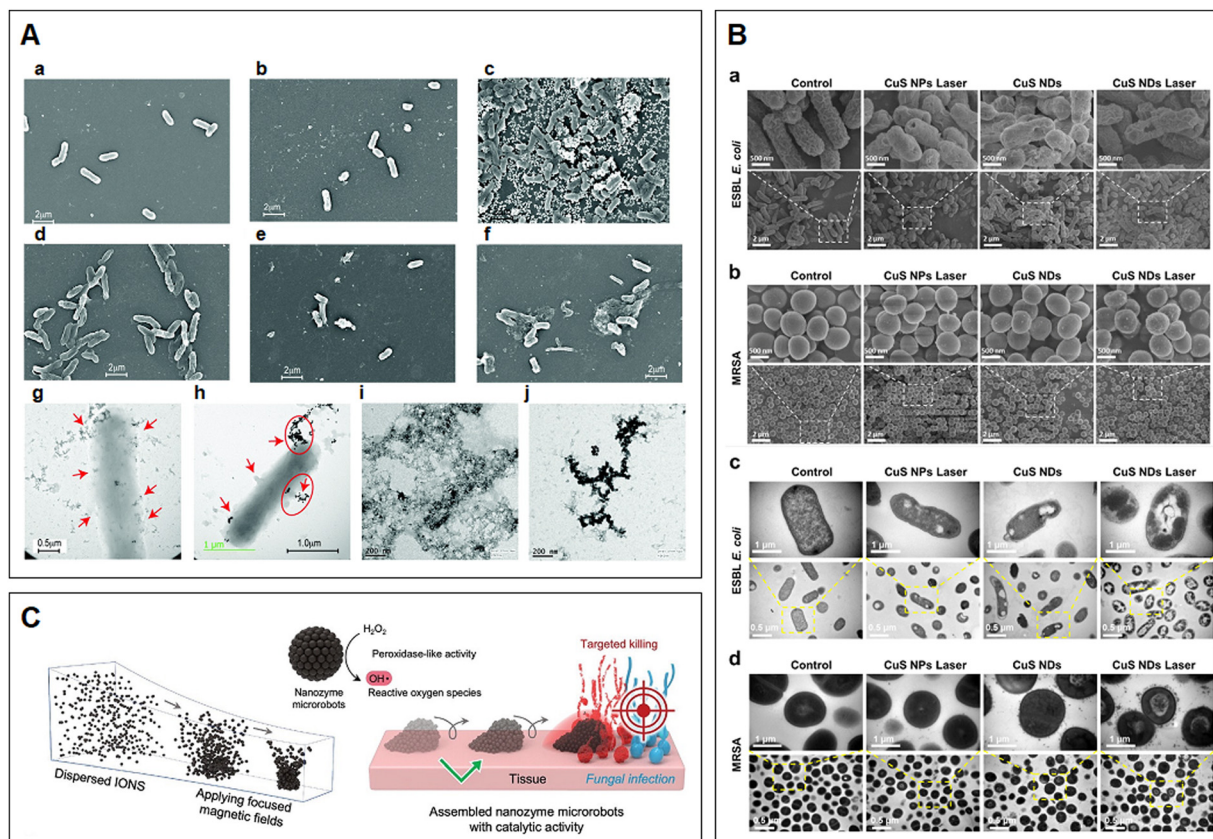 A
a
b
c
2μm
2μm
2μm
d
e
f
2μm
2μm
2μm
g
h
i
j
0.5μm
1 μm
1.0μm
200 nm
200 nm
B
a
Control
CuS NPs Laser
CuS NDs
CuS NDs Laser
ESBL E. coli
500 nm
500 nm
500 nm
500 nm
2 μm
2 μm
2 μm
2 μm
b
Control
CuS NPs Laser
CuS NDs
CuS NDs Laser
MRSA
500 nm
500 nm
500 nm
500 nm
2 μm
2 μm
2 μm
2 μm
c
Control
CuS NPs Laser
CuS NDs
CuS NDs Laser
ESBL E. coli
1 μm
1 μm
1 μm
1 μm
0.5 μm
0.5 μm
0.5 μm
0.5 μm
d
Control
CuS NPs Laser
CuS NDs
CuS NDs Laser
MRSA
1 μm
1 μm
1 μm
1 μm
0.5 μm
0.5 μm
0.5 μm
0.5 μm
C
H₂O₂
Peroxidase-like activity
OH•
Reactive oxygen species
Nanozyme
microrobots
Targeted killing
Dispersed IONS
Applying focused
magnetic fields
Tissue
Fungal infection
Assembled nanozyme microrobots
with catalytic activity